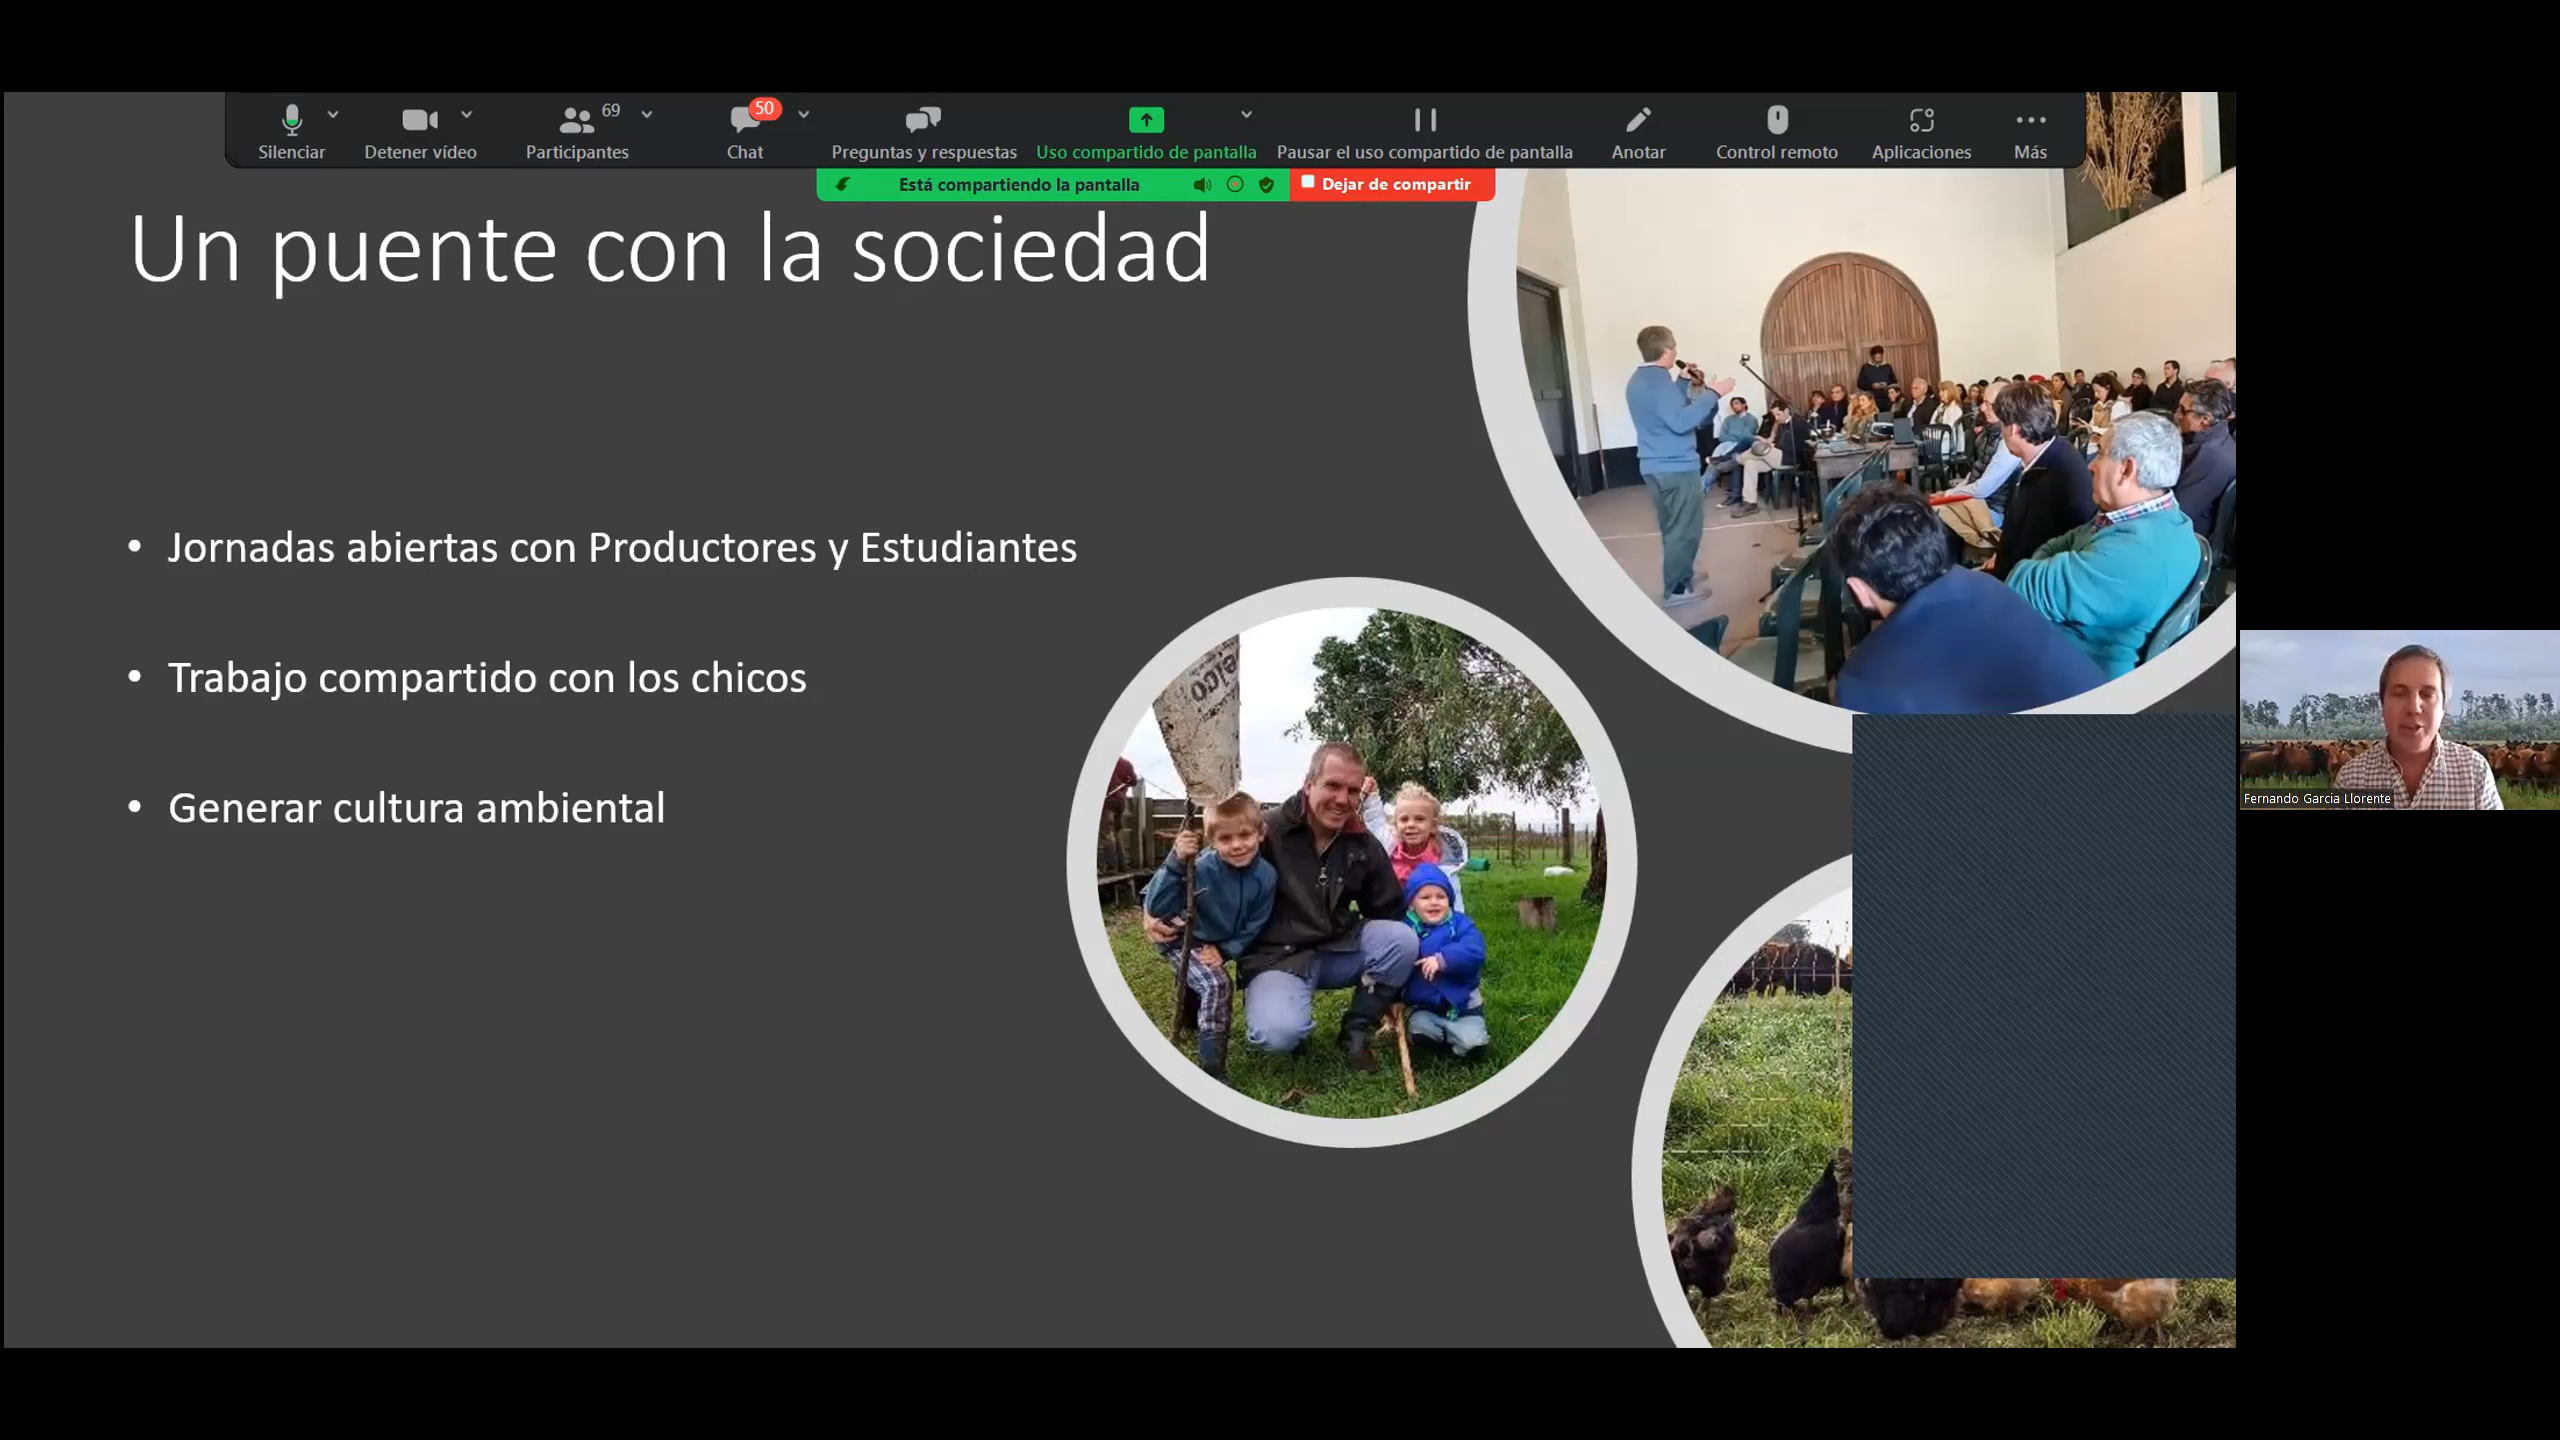 69
50
Silenciar
Detener vídeo
Participantes
Chat
Preguntas y respuestas
Uso compartido de pantalla
Pausar el uso compartido de pantalla
Anotar
Control remoto
Aplicaciones
Más
Está compartiendo la pantalla
Dejar de compartir
Un puente con la sociedad
• Jornadas abiertas con Productores y Estudiantes
• Trabajo compartido con los chicos
• Generar cultura ambiental
Fernando Garcia Llorente